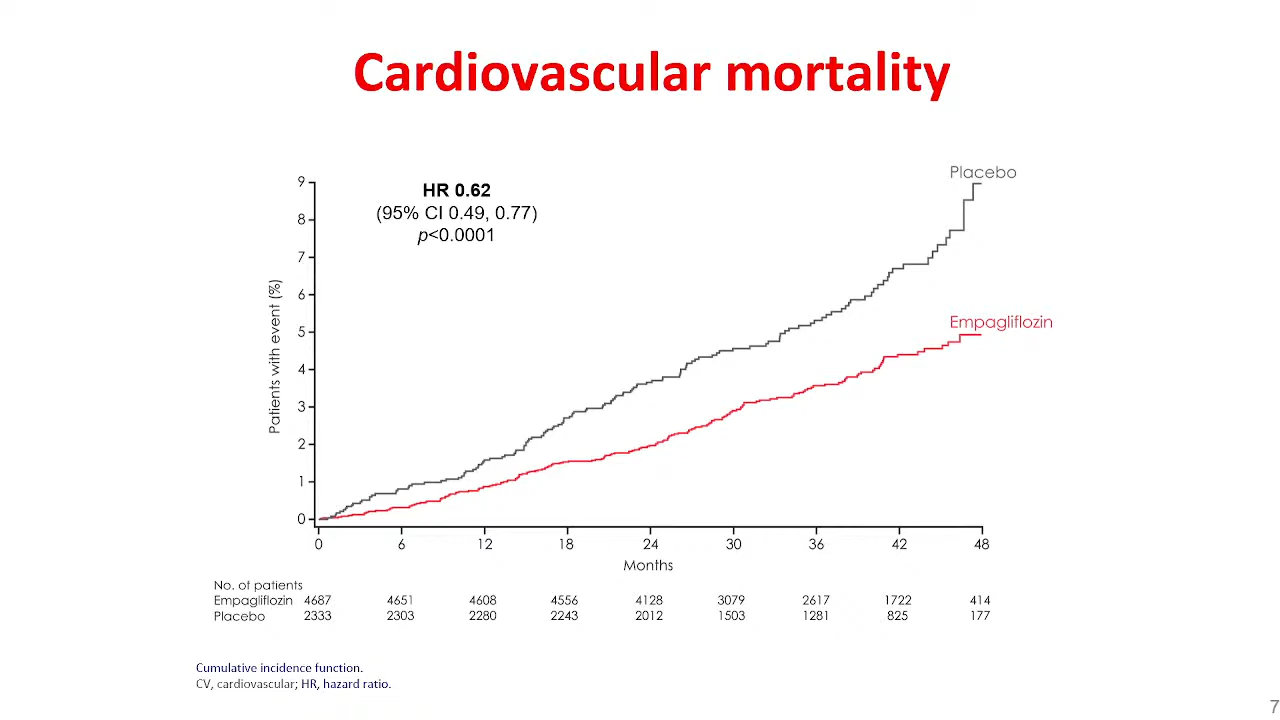 Cardiovascular mortality
Placebo
HR 0.62
(95% CI 0.49, 0.77)
p<0.0001
Empagliflozin
Patients with event (%)
9
8
7
6
5
4
3
2
1
0
0 6 12 18 24 30 36 42 48
Months
No. of patients
Empagliflozin 4687 4651 4608 4556 4128 3079 2617 1722 414
Placebo 2333 2303 2280 2243 2012 1503 1281 825 177
Cumulative incidence function.
CV, cardiovascular; HR, hazard ratio.
7